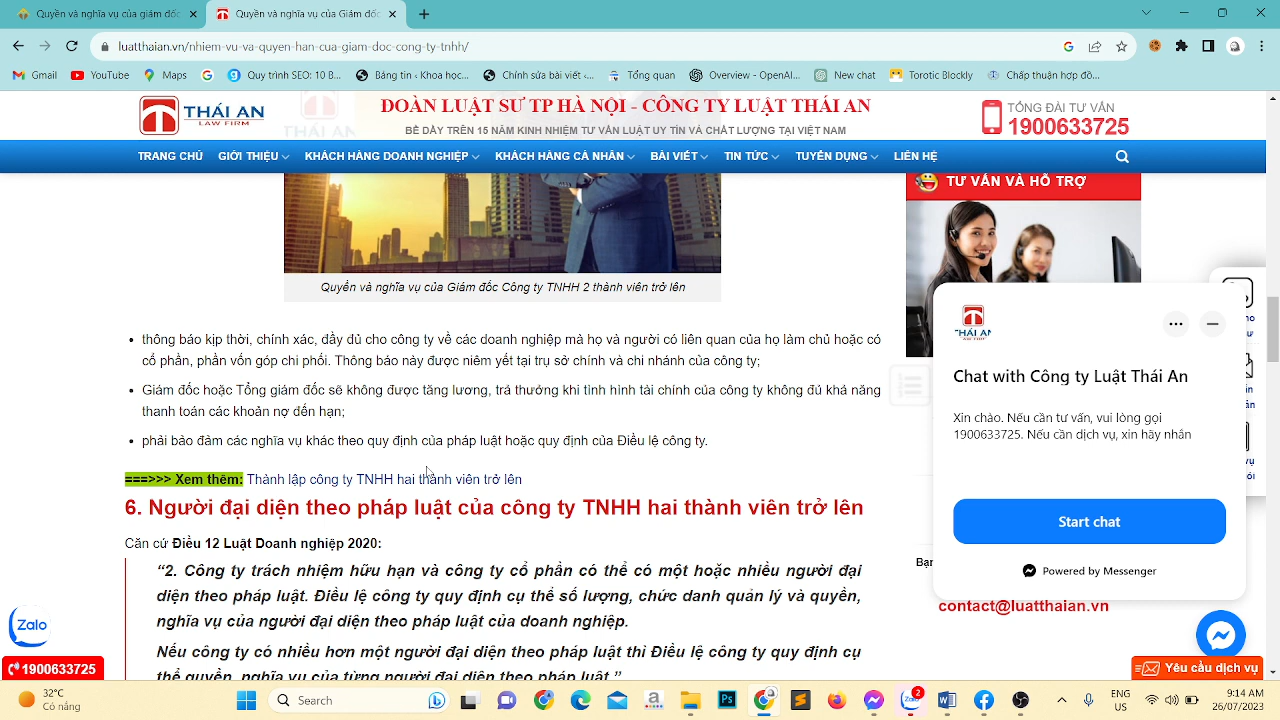 Quyền và nghĩa vụ của Giám đốc
Quyền và nghĩa vụ của Giám đốc
luatthaian.vn/nhiem-vu-va-quyen-han-cua-giam-doc-cong-ty-tnhh/
Gmail
YouTube
Maps
Quy trình SEO: 10 B...
Bảng tin ‹ Khoa học...
Chỉnh sửa bài viết ‹...
Tổng quan
Overview - OpenAI...
New chat
Torotic Blockly
Chấp thuận hợp đồ...
THÁI AN
LAW FIRM
ĐOÀN LUẬT SƯ TP HÀ NỘI - CÔNG TY LUẬT THÁI AN
BỀ DẦY TRÊN 15 NĂM KINH NHIỆM TƯ VẤN LUẬT UY TÍN VÀ CHẤT LƯỢNG TẠI VIỆT NAM
TỔNG ĐÀI TƯ VẤN
1900633725
TRANG CHỦ
GIỚI THIỆU
KHÁCH HÀNG DOANH NGHIỆP
KHÁCH HÀNG CÁ NHÂN
BÀI VIẾT
TIN TỨC
TUYỂN DỤNG
LIÊN HỆ
TƯ VẤN VÀ HỖ TRỢ
Quyền và nghĩa vụ của Giám đốc Công ty TNHH 2 thành viên trở lên
• thông báo kịp thời, chính xác, đầy đủ cho công ty về các doanh nghiệp mà họ và người có liên quan của họ làm chủ hoặc có
cổ phần, phần vốn góp chi phối. Thông báo này được niêm yết tại trụ sở chính và chi nhánh của công ty;
• Giám đốc hoặc Tổng giám đốc sẽ không được tăng lương, trả thưởng khi tình hình tài chính của công ty không đủ khả năng
thanh toán các khoản nợ đến hạn;
• phải bảo đảm các nghĩa vụ khác theo quy định của pháp luật hoặc quy định của Điều lệ công ty.
===>>> Xem thêm: Thành lập công ty TNHH hai thành viên trở lên
6. Người đại diện theo pháp luật của công ty TNHH hai thành viên trở lên
Căn cứ Điều 12 Luật Doanh nghiệp 2020:
“2. Công ty trách nhiệm hữu hạn và công ty cổ phần có thể có một hoặc nhiều người đại
diện theo pháp luật. Điều lệ công ty quy định cụ thể số lượng, chức danh quản lý và quyền,
nghĩa vụ của người đại diện theo pháp luật của doanh nghiệp.
Nếu công ty có nhiều hơn một người đại diện theo pháp luật thì Điều lệ công ty quy định cụ
thể quyền, nghĩa vụ của từng người đại diện theo pháp luật.”
THÁI AN
Chat with Công ty Luật Thái An
Xin chào. Nếu cần tư vấn, vui lòng gọi
1900633725. Nếu cần dịch vụ, xin hãy nhắn
Start chat
Powered by Messenger
contact@luatthaian.vn
Zalo
1900633725
Yêu cầu dịch vụ
32°C
Có nắng
Search
2
ENG
US
9:14 AM
26/07/2023